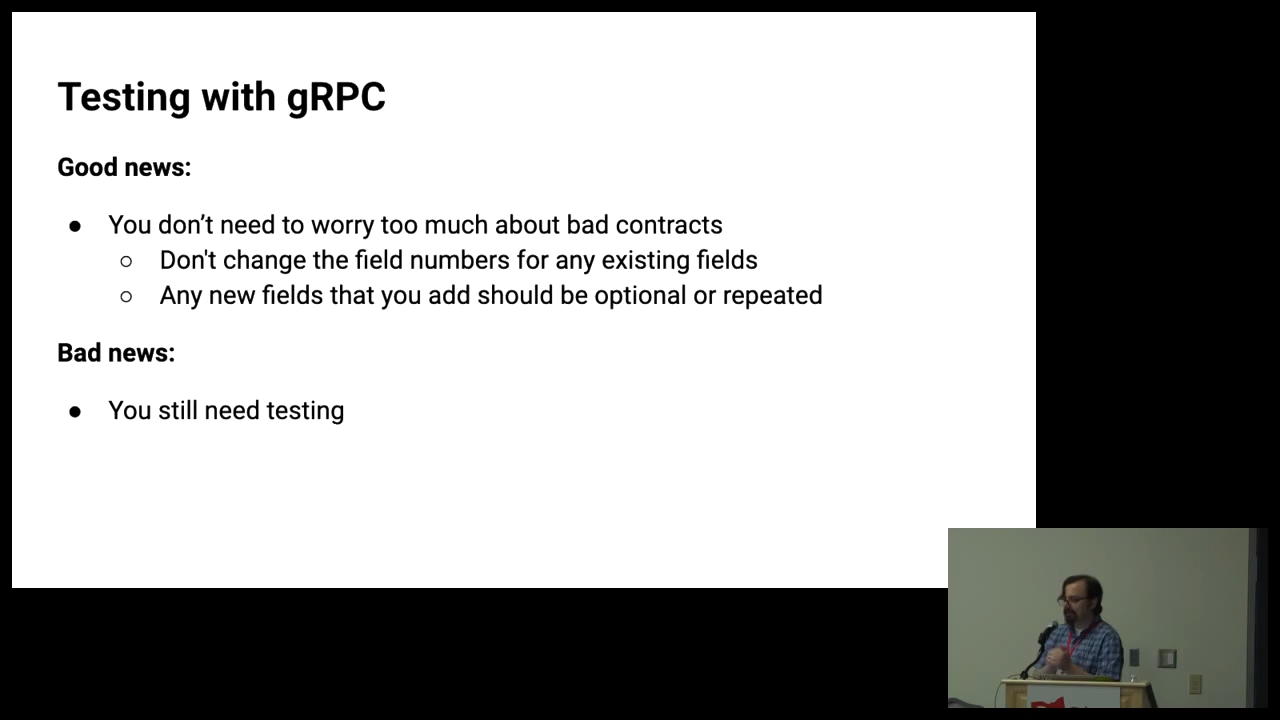 Testing with gRPC
Good news:
● You don’t need to worry too much about bad contracts
○ Don't change the field numbers for any existing fields
○ Any new fields that you add should be optional or repeated
Bad news:
● You still need testing